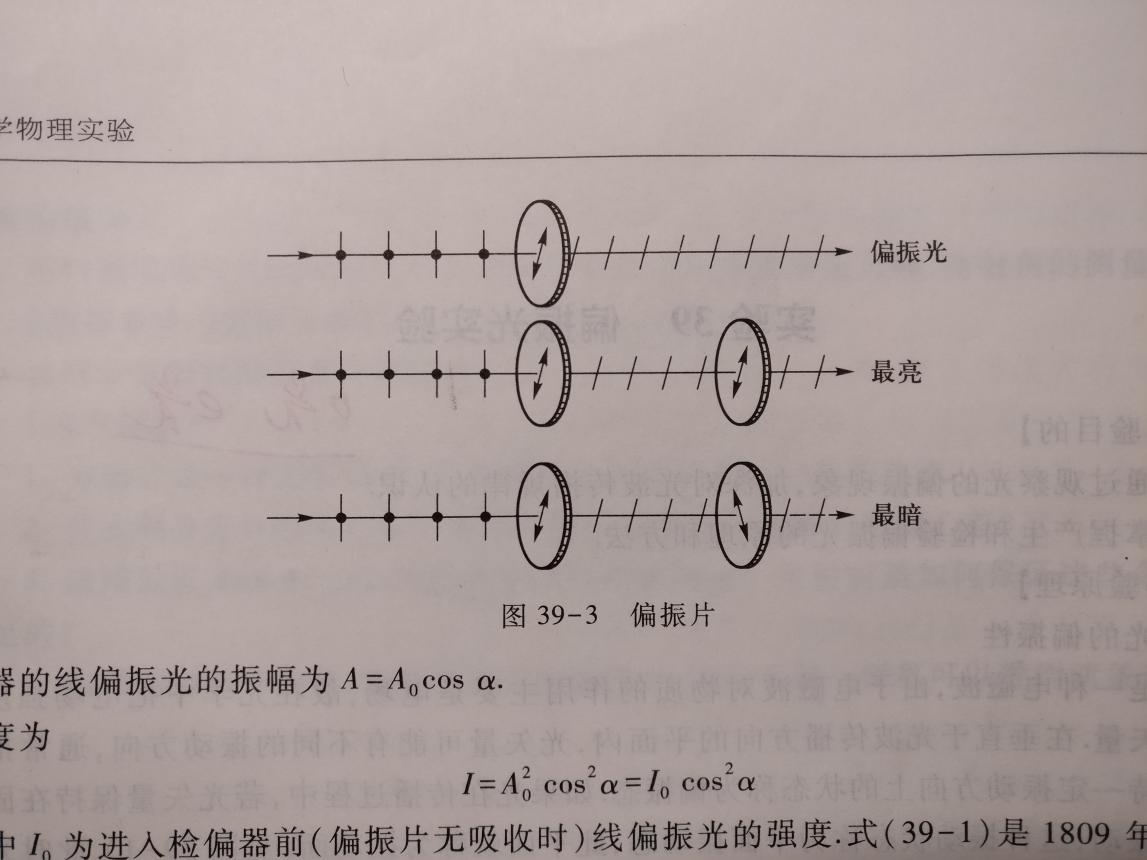 学物理实验
偏振光
最亮
最暗
图 39-3 偏振片
器的线偏振光的振幅为 A=A₀cos α.
度为
I=A₀²cos²α=I₀ cos²α
中 I₀ 为进入检偏器前(偏振片无吸收时)线偏振光的强度.式(39-1)是 1809 年